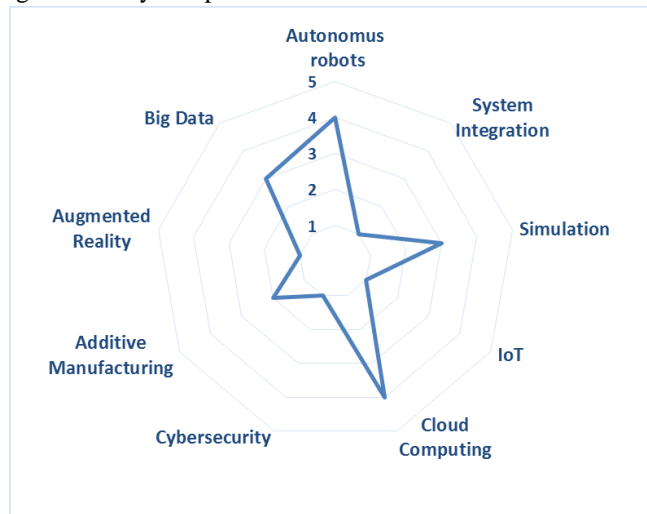 Autonomus
robots
5
4
3
2
1
System
Integration
Simulation
IoT
Cloud
Computing
Cybersecurity
Additive
Manufacturing
Augmented
Reality
Big Data